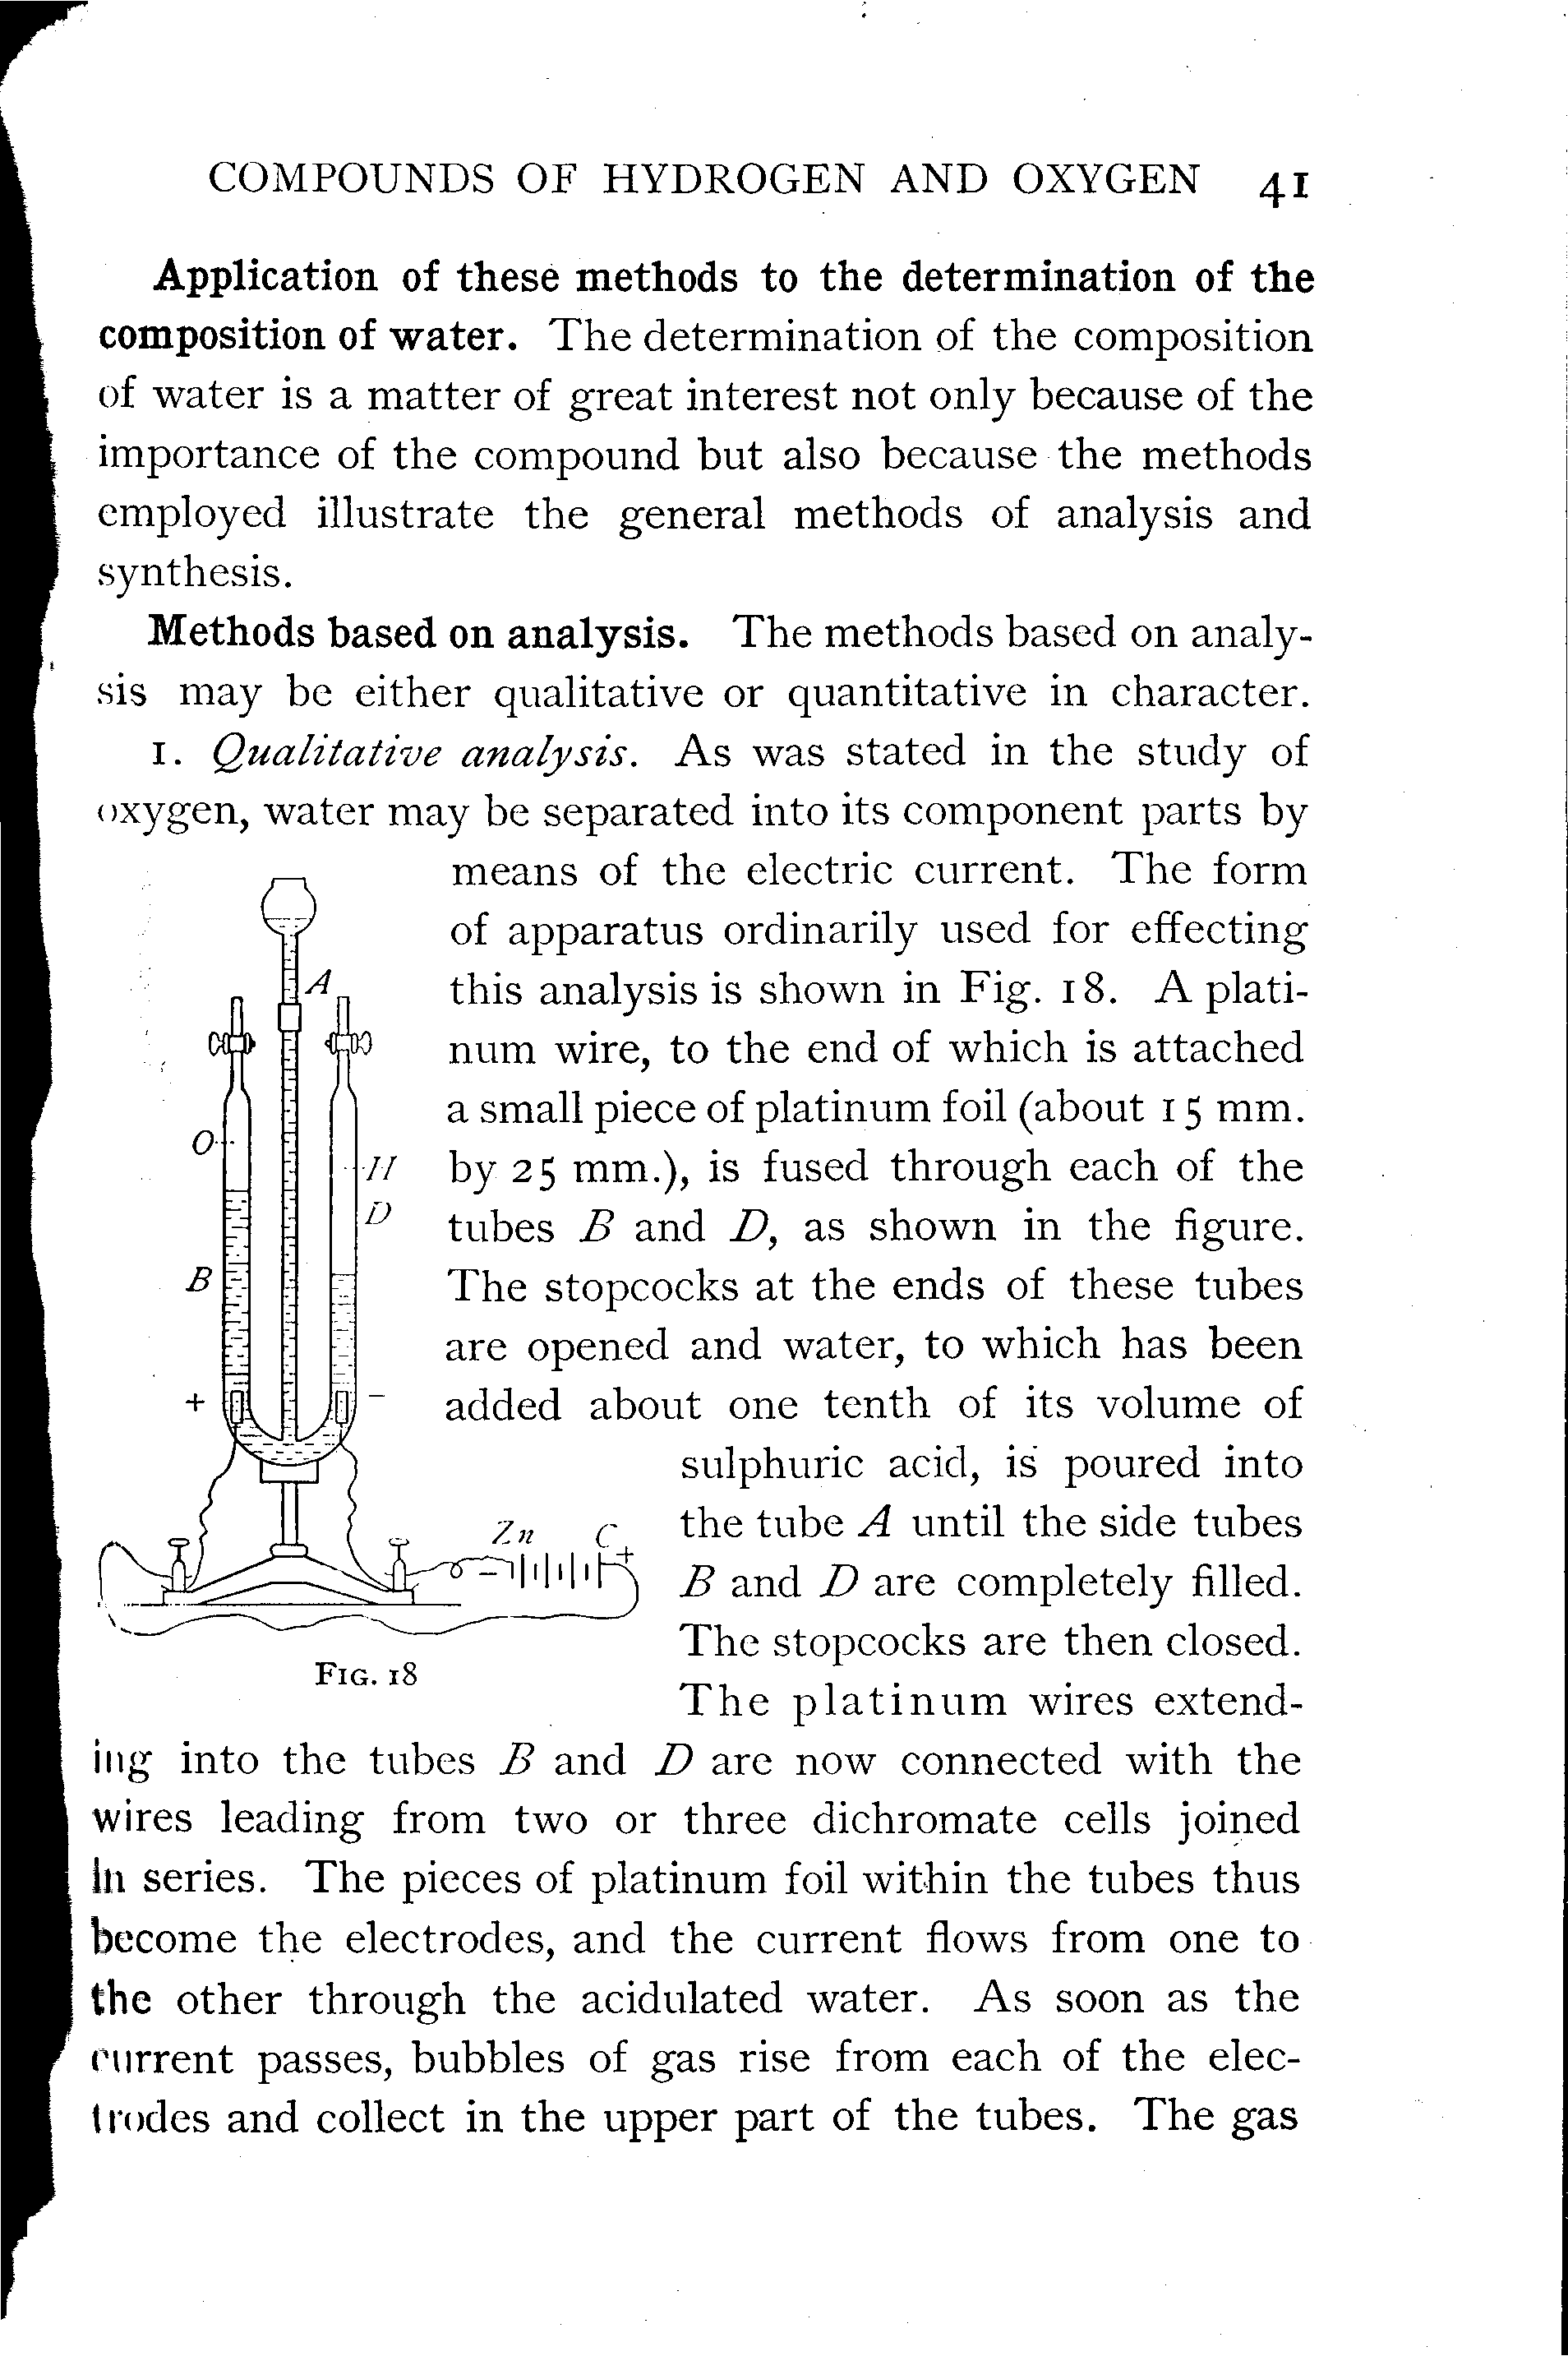 COMPOUNDS OF HYDROGEN AND OXYGEN 41
Application of these methods to the determination of the
composition of water. The determination of the composition
of water is a matter of great interest not only because of the
importance of the compound but also because the methods
employed illustrate the general methods of analysis and
synthesis.
Methods based on analysis. The methods based on analy-
sis may be either qualitative or quantitative in character.
1. Qualitative analysis. As was stated in the study of
oxygen, water may be separated into its component parts by
means of the electric current. The form
of apparatus ordinarily used for effecting
this analysis is shown in Fig. 18. A plati-
num wire, to the end of which is attached
a small piece of platinum foil (about 15 mm.
by 25 mm.), is fused through each of the
tubes B and D, as shown in the figure.
The stopcocks at the ends of these tubes
are opened and water, to which has been
added about one tenth of its volume of
sulphuric acid, is poured into
the tube A until the side tubes
B and D are completely filled.
The stopcocks are then closed.
The platinum wires extend-
A
O
H
D
B
+ −
Zn C
− +
FIG. 18
ing into the tubes B and D are now connected with the
wires leading from two or three dichromate cells joined
in series. The pieces of platinum foil within the tubes thus
become the electrodes, and the current flows from one to
the other through the acidulated water. As soon as the
current passes, bubbles of gas rise from each of the elec-
trodes and collect in the upper part of the tubes. The gas